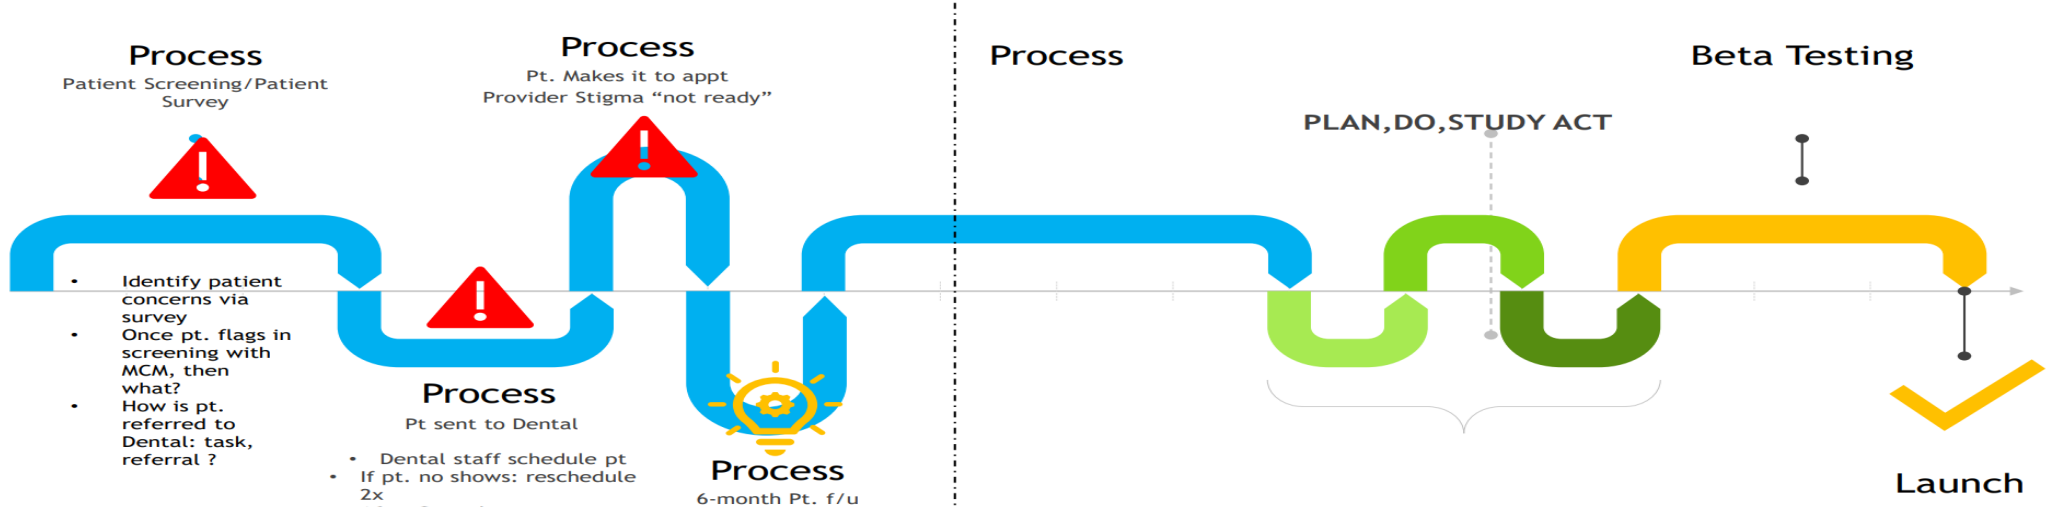 Process
Patient Screening/Patient
Survey
• Identify patient
concerns via
survey
• Once pt. flags in
screening with
MCM, then
what?
• How is pt.
referred to
Dental: task,
referral ?
Process
Pt sent to Dental
• Dental staff schedule pt
• If pt. no shows: reschedule
2x
Process
Pt. Makes it to appt
Provider Stigma “not ready”
Process
6-month Pt. f/u
Process
PLAN,DO,STUDY ACT
Beta Testing
Launch